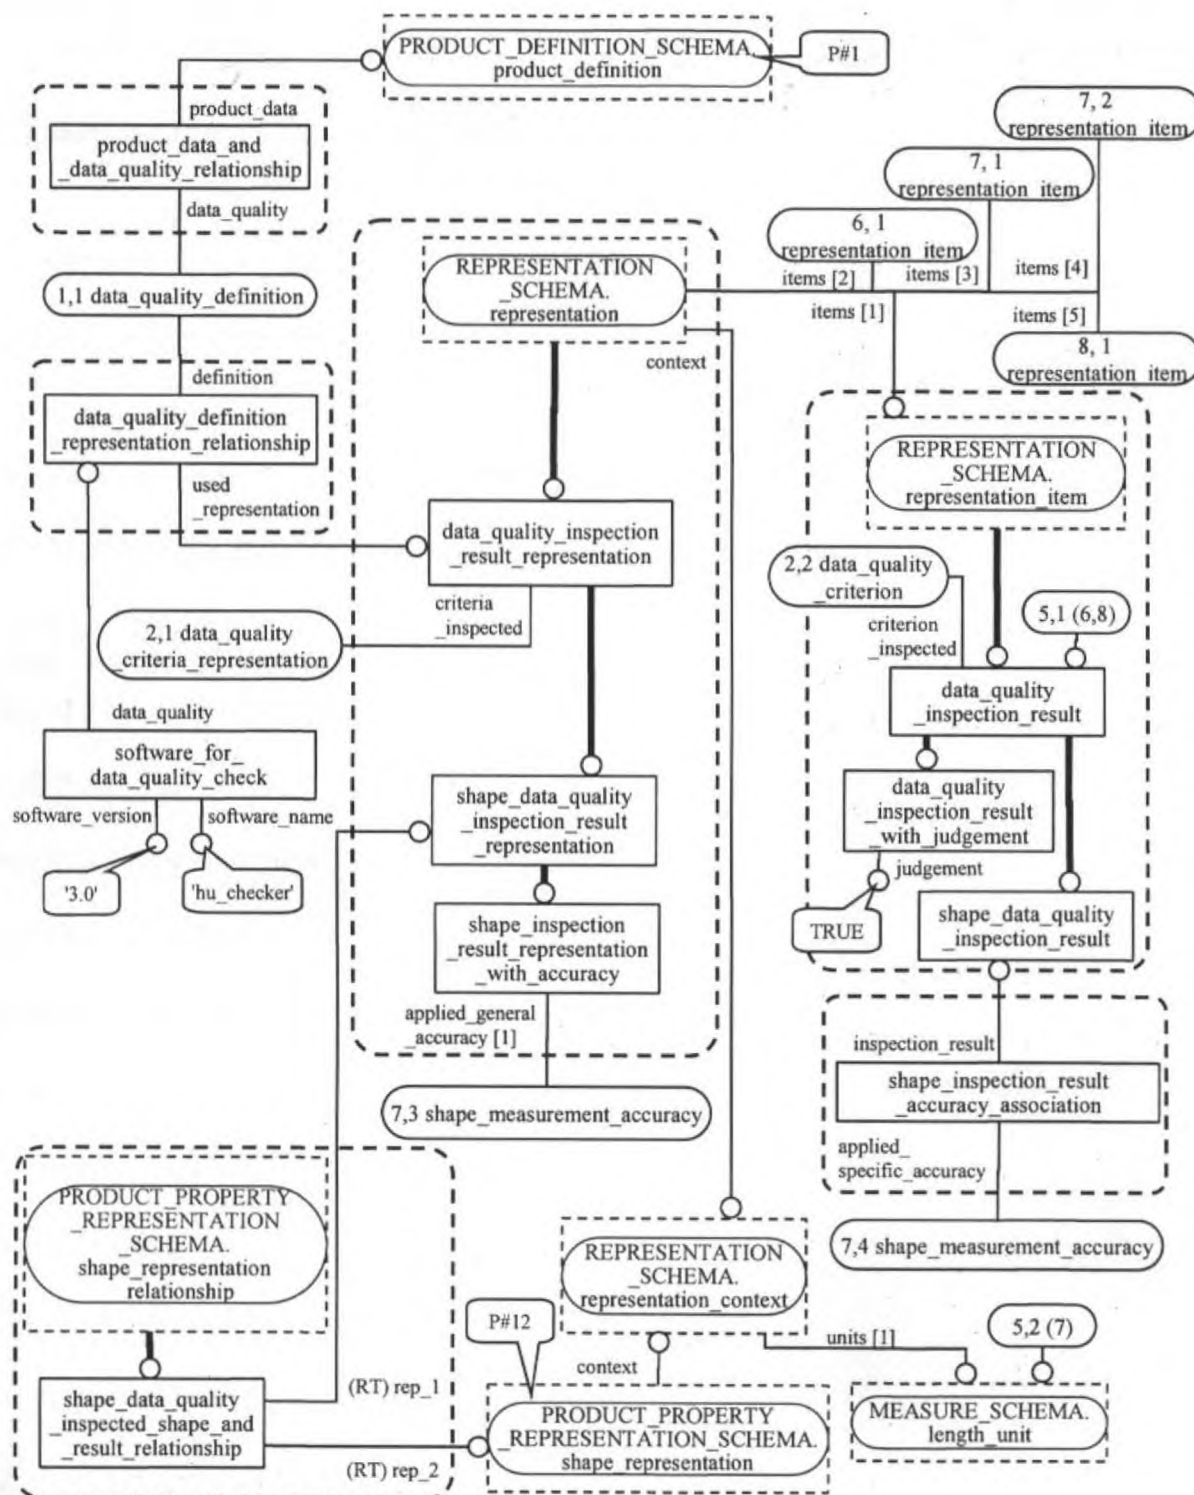 PRODUCT_DEFINITION_SCHEMA.
product_definition
P#1
product_data
product_data_and
_data_quality_relationship
data_quality
1,1 data_quality_definition
definition
data_quality_definition
_representation_relationship
used
_representation
data_quality
software_for_
data_quality_check
software_version
software_name
'3.0'
'hu_checker'
REPRESENTATION
_SCHEMA.
representation
context
data_quality_inspection
_result_representation
criteria
_inspected
2,1 data_quality
_criteria_representation
shape_data_quality
_inspection_result
_representation
shape_inspection
_result_representation
_with_accuracy
applied_general
_accuracy [1]
7,3 shape_measurement_accuracy
7, 2
representation_item
7, 1
representation_item
6, 1
representation_item
items [2]
items [3]
items [4]
items [1]
items [5]
8, 1
representation_item
REPRESENTATION
_SCHEMA.
representation_item
2,2 data_quality
_criterion
criterion
_inspected
5,1 (6,8)
data_quality
_inspection_result
data_quality
_inspection_result
_with_judgement
judgement
TRUE
shape_data_quality
_inspection_result
inspection_result
shape_inspection_result
_accuracy_association
applied_
specific_accuracy
7,4 shape_measurement_accuracy
PRODUCT_PROPERTY
_REPRESENTATION
_SCHEMA.
shape_representation
relationship
shape_data_quality
_inspected_shape_and
_result_relationship
(RT) rep_1
(RT) rep_2
REPRESENTATION
_SCHEMA.
representation_context
P#12
context
units [1]
5,2 (7)
PRODUCT_PROPERTY
_REPRESENTATION_SCHEMA.
shape_representation
MEASURE_SCHEMA.
length_unit